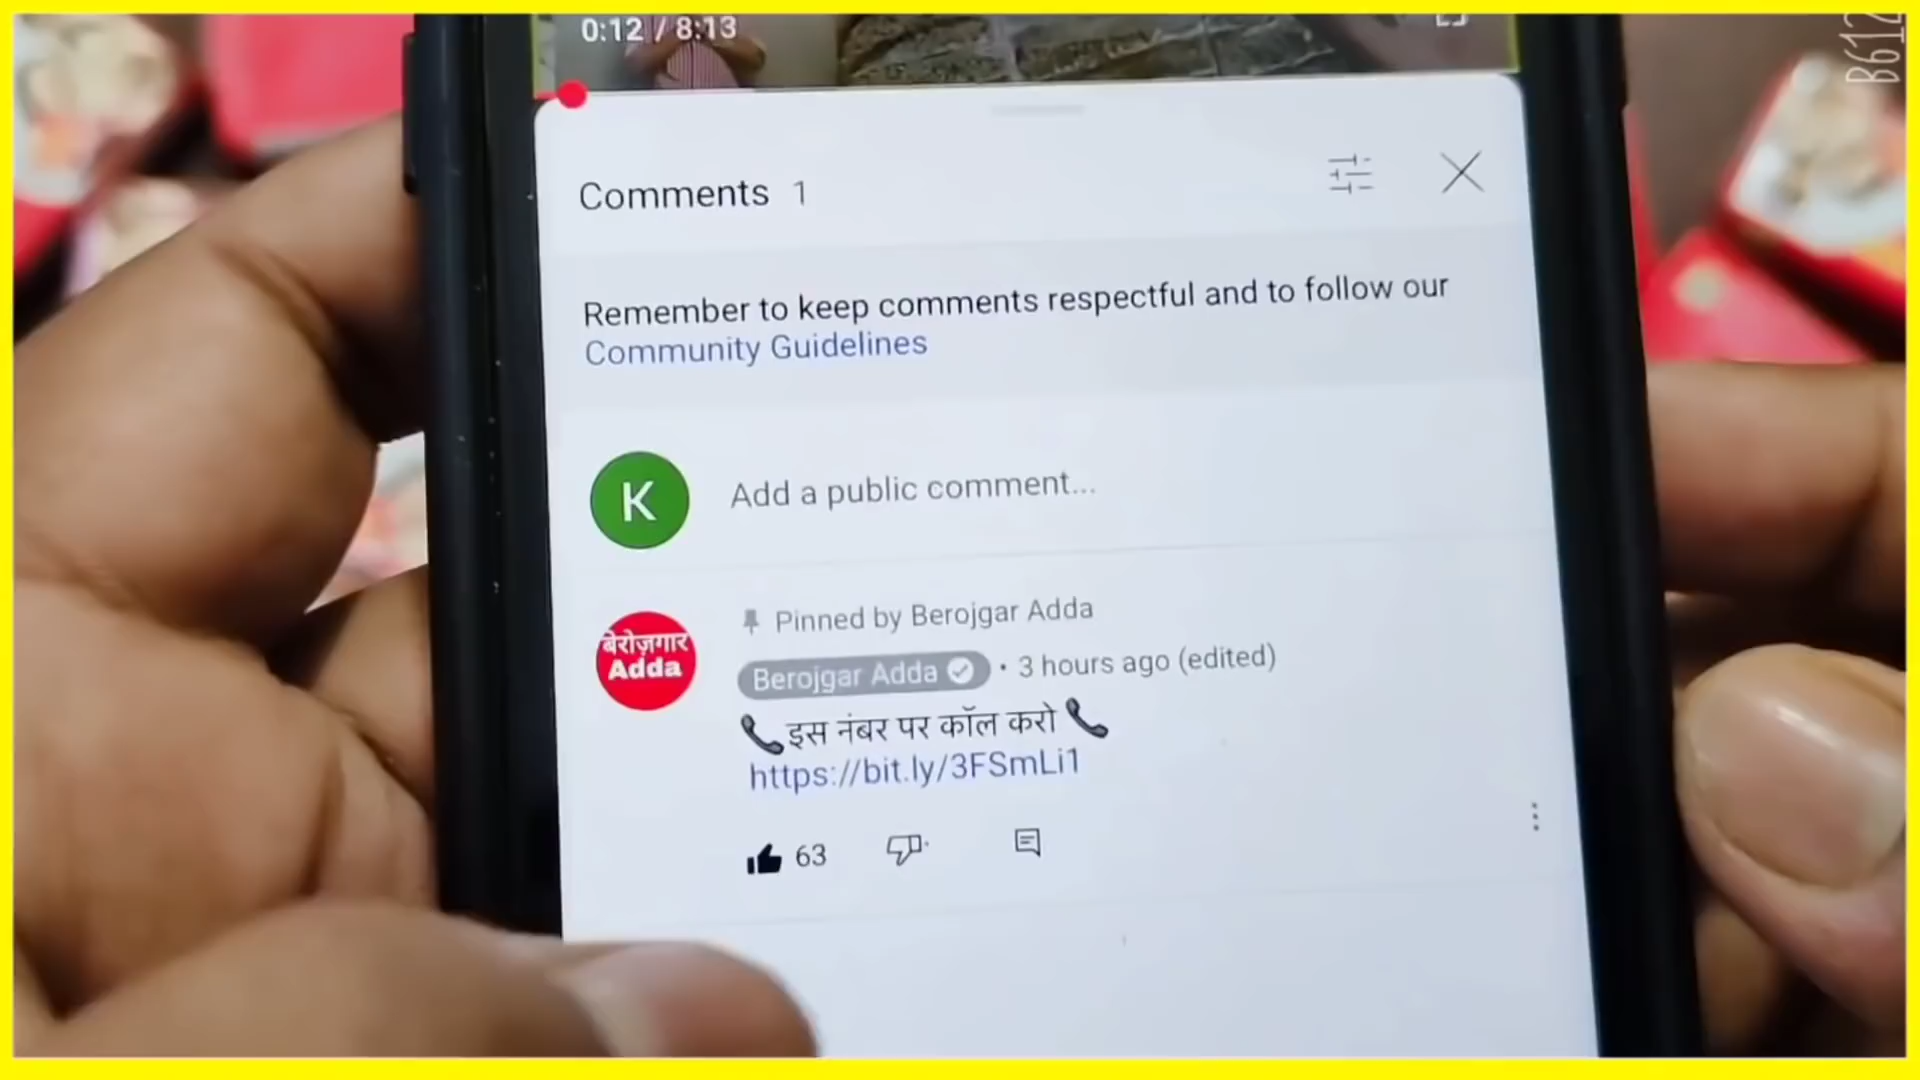 0:12 / 8:13
B612
Comments 1
Remember to keep comments respectful and to follow our
Community Guidelines
K
Add a public comment...
Pinned by Berojgar Adda
बेरोज़गार
Adda
Berojgar Adda • 3 hours ago (edited)
📞इस नंबर पर कॉल करो📞
https://bit.ly/3FSmLi1
63